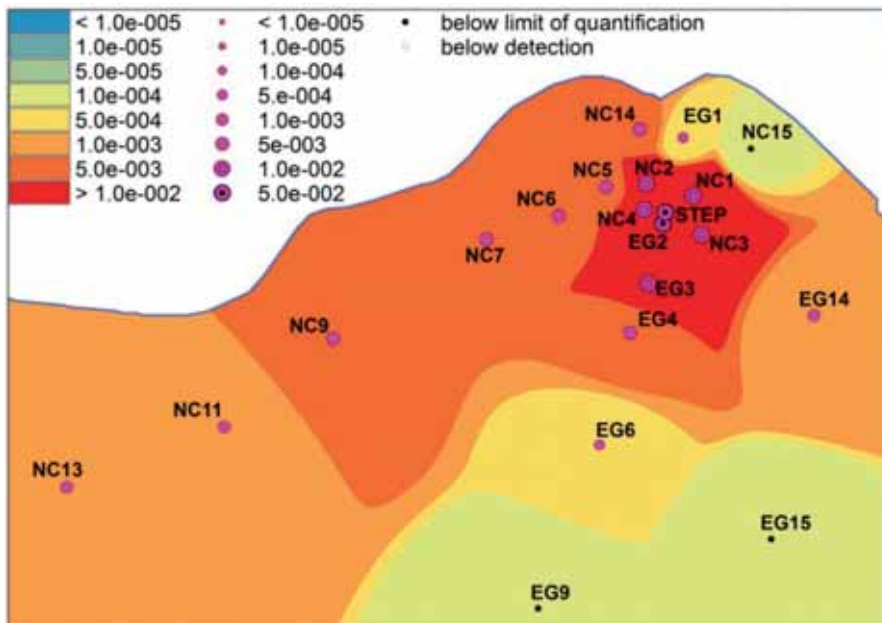 < 1.0e-005 < 1.0e-005 below limit of quantification
1.0e-005 1.0e-005 below detection
5.0e-005 1.0e-004
1.0e-004 5.e-004
5.0e-004 1.0e-003
1.0e-003 5e-003
5.0e-003 1.0e-002
> 1.0e-002 5.0e-002
NC14
EG1
NC15
NC5
NC2
NC1
NC6
NC4
STEP
NC7
EG2
NC3
EG3
NC9
EG4
EG14
NC11
EG6
NC13
EG15
EG9